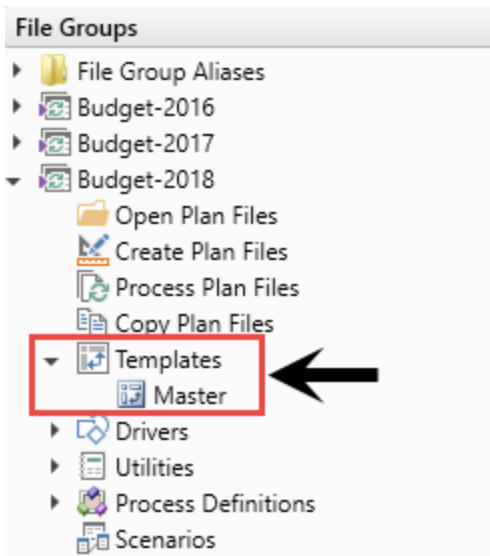 File Groups
File Group Aliases
Budget-2016
Budget-2017
Budget-2018
Open Plan Files
Create Plan Files
Process Plan Files
Copy Plan Files
Templates
Master
Drivers
Utilities
Process Definitions
Scenarios